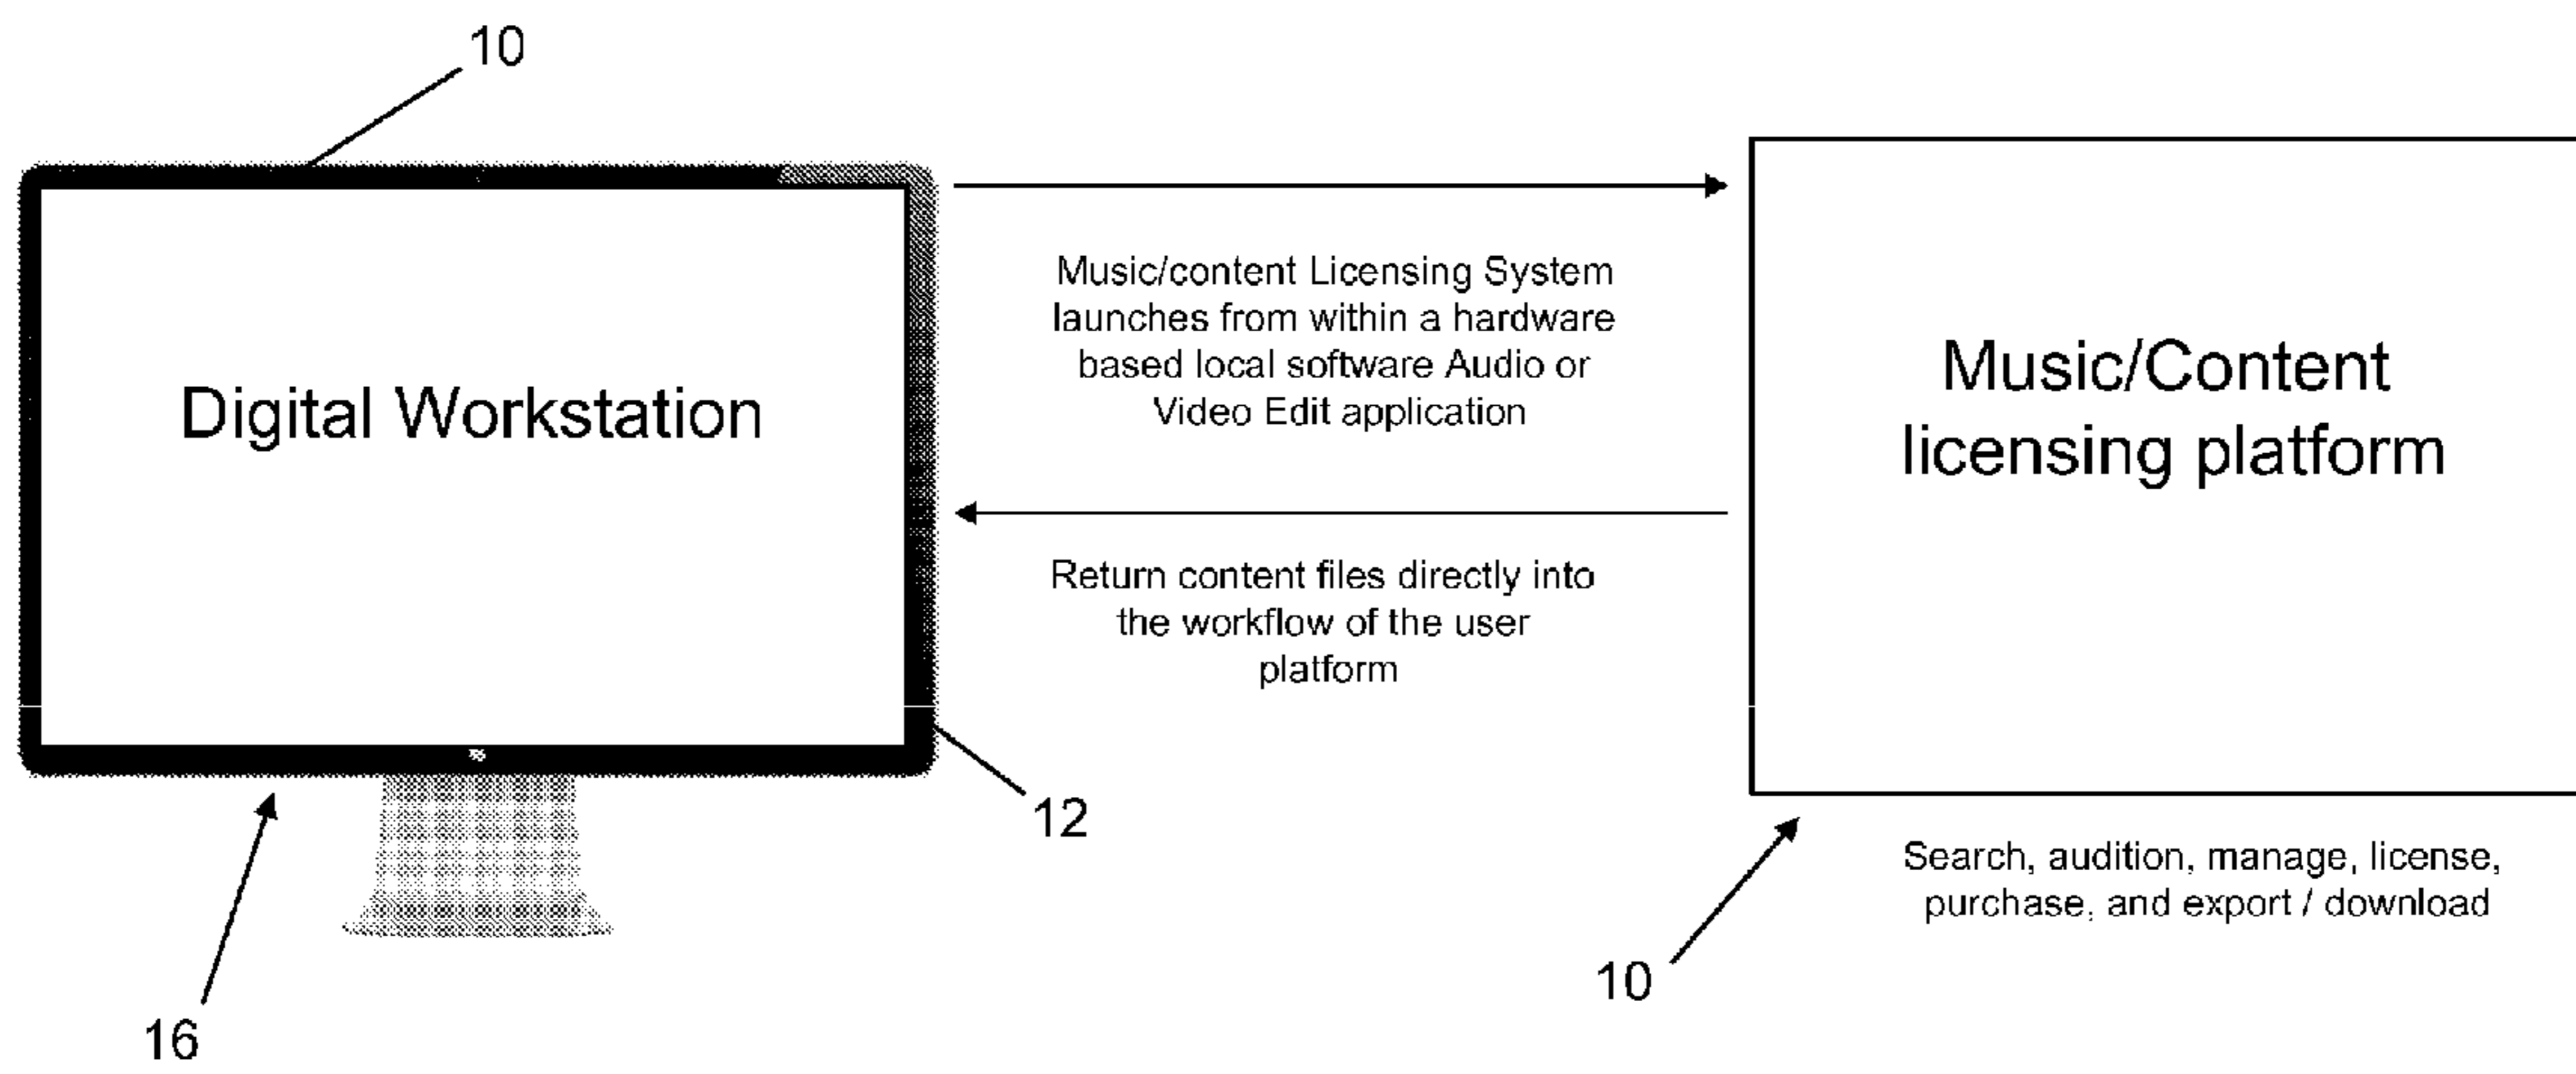 10
Digital Workstation
Music/content Licensing System
launches from within a hardware
based local software Audio or
Video Edit application
Return content files directly into
the workflow of the user
platform
12
16
Music/Content
licensing platform
Search, audition, manage, license,
purchase, and export / download
10